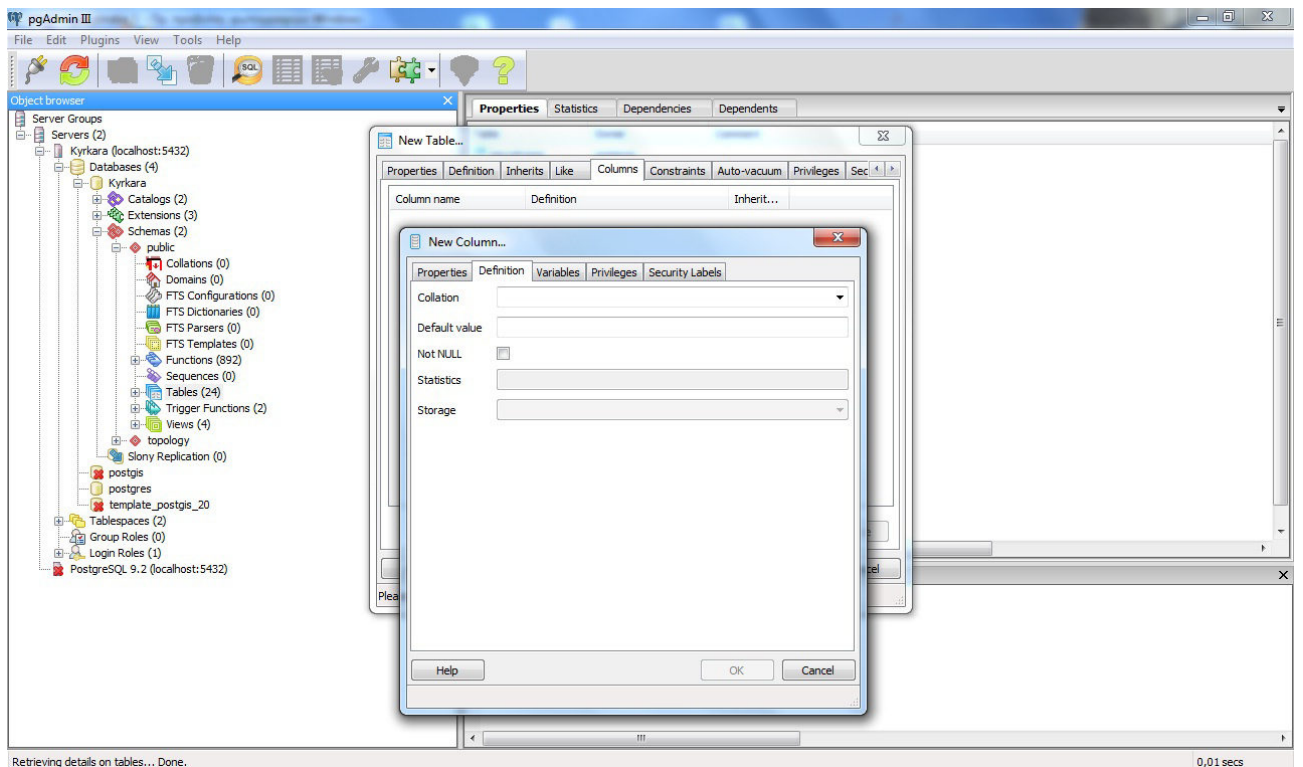 pgAdmin III
File Edit Plugins View Tools Help
SQL
Object browser
Server Groups
Servers (2)
Kyrkara (localhost:5432)
Databases (4)
Kyrkara
Catalogs (2)
Extensions (3)
Schemas (2)
public
Collations (0)
Domains (0)
FTS Configurations (0)
FTS Dictionaries (0)
FTS Parsers (0)
FTS Templates (0)
Functions (892)
Sequences (0)
Tables (24)
Trigger Functions (2)
Views (4)
topology
Slony Replication (0)
postgis
postgres
template_postgis_20
Tablespaces (2)
Group Roles (0)
Login Roles (1)
PostgreSQL 9.2 (localhost:5432)
Properties Statistics Dependencies Dependents
New Table...
Properties Definition Inherits Like Columns Constraints Auto-vacuum Privileges Sec
Column name Definition Inherit...
New Column...
Properties Definition Variables Privileges Security Labels
Collation
Default value
Not NULL
Statistics
Storage
Help OK Cancel
Plea
cel
Retrieving details on tables... Done. 0,01 secs